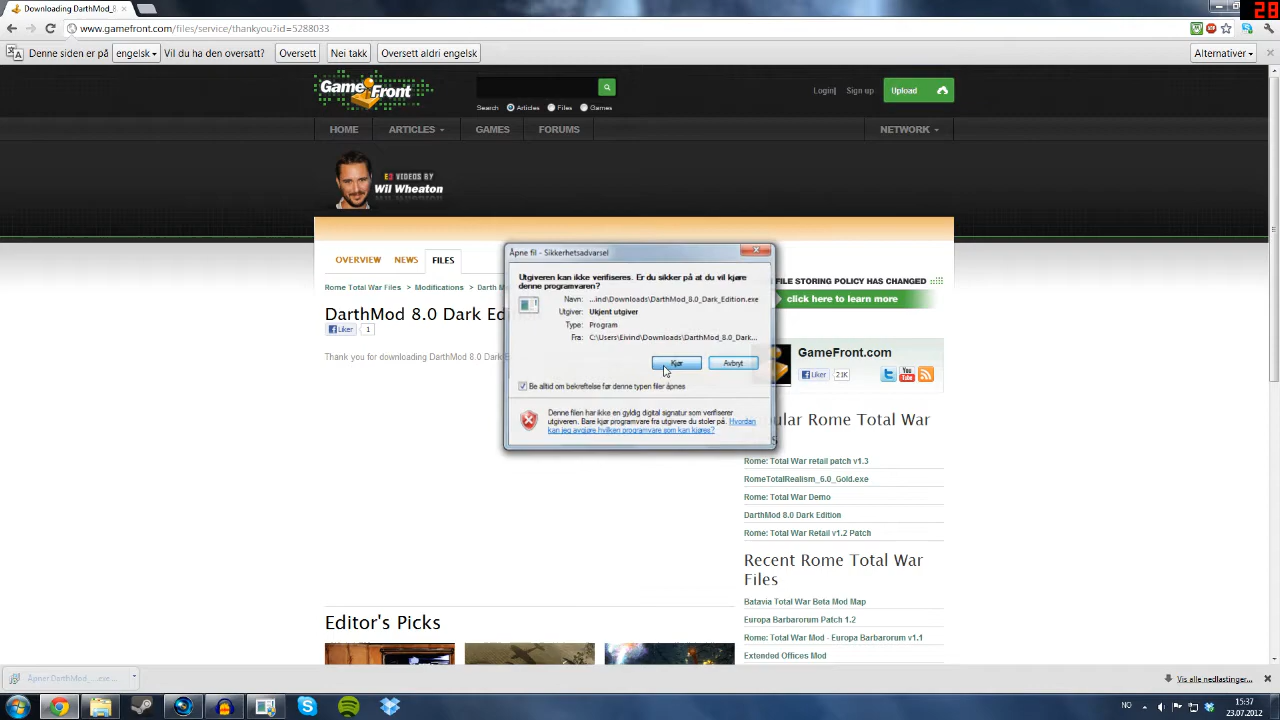 Downloading DarthMod_8
28
www.gamefront.com/files/service/thankyou?id=5288033
Denne siden er på engelsk Vil du ha den oversatt? Oversett Nei takk Oversett aldri engelsk Alternativer
GameFront
Search Articles Files Games
Login| Sign up Upload
HOME ARTICLES GAMES FORUMS NETWORK
E3 VIDEOS BY
Wil Wheaton
OVERVIEW NEWS FILES
Rome Total War Files Modifications Darth M
DarthMod 8.0 Dark Edi
Liker 1
Thank you for downloading DarthMod 8.0 Dark E
Åpne fil - Sikkerhetsadvarsel
Utgiveren kan ikke verifiseres. Er du sikker på at du vil kjøre
denne programvaren?
Navn: ...ind\Downloads\DarthMod_8.0_Dark_Edition.exe
Utgiver: Ukjent utgiver
Type: Program
Fra: C:\Users\Eivind\Downloads\DarthMod_8.0_Dark...
Kjør Avbryt
Be alltid om bekreftelse før denne typen filer åpnes
Denne filen har ikke en gyldig digital signatur som verifiserer
utgiveren. Bare kjør programvare fra utgivere du stoler på. Hvordan
kan jeg avgjøre hvilken programvare som kan kjøres?
FILE STORING POLICY HAS CHANGED
click here to learn more
GameFront.com
Liker 21K
You Tube
ular Rome Total War
s
Rome: Total War retail patch v1.3
RomeTotalRealism_6.0_Gold.exe
Rome: Total War Demo
DarthMod 8.0 Dark Edition
Rome: Total War Retail v1.2 Patch
Recent Rome Total War
Files
Batavia Total War Beta Mod Map
Europa Barbarorum Patch 1.2
Rome: Total War Mod - Europa Barbarorum v1.1
Extended Offices Mod
Editor's Picks
Åpner DarthMod_....exe...
Vis alle nedlastinger...
NO
15:37
23.07.2012